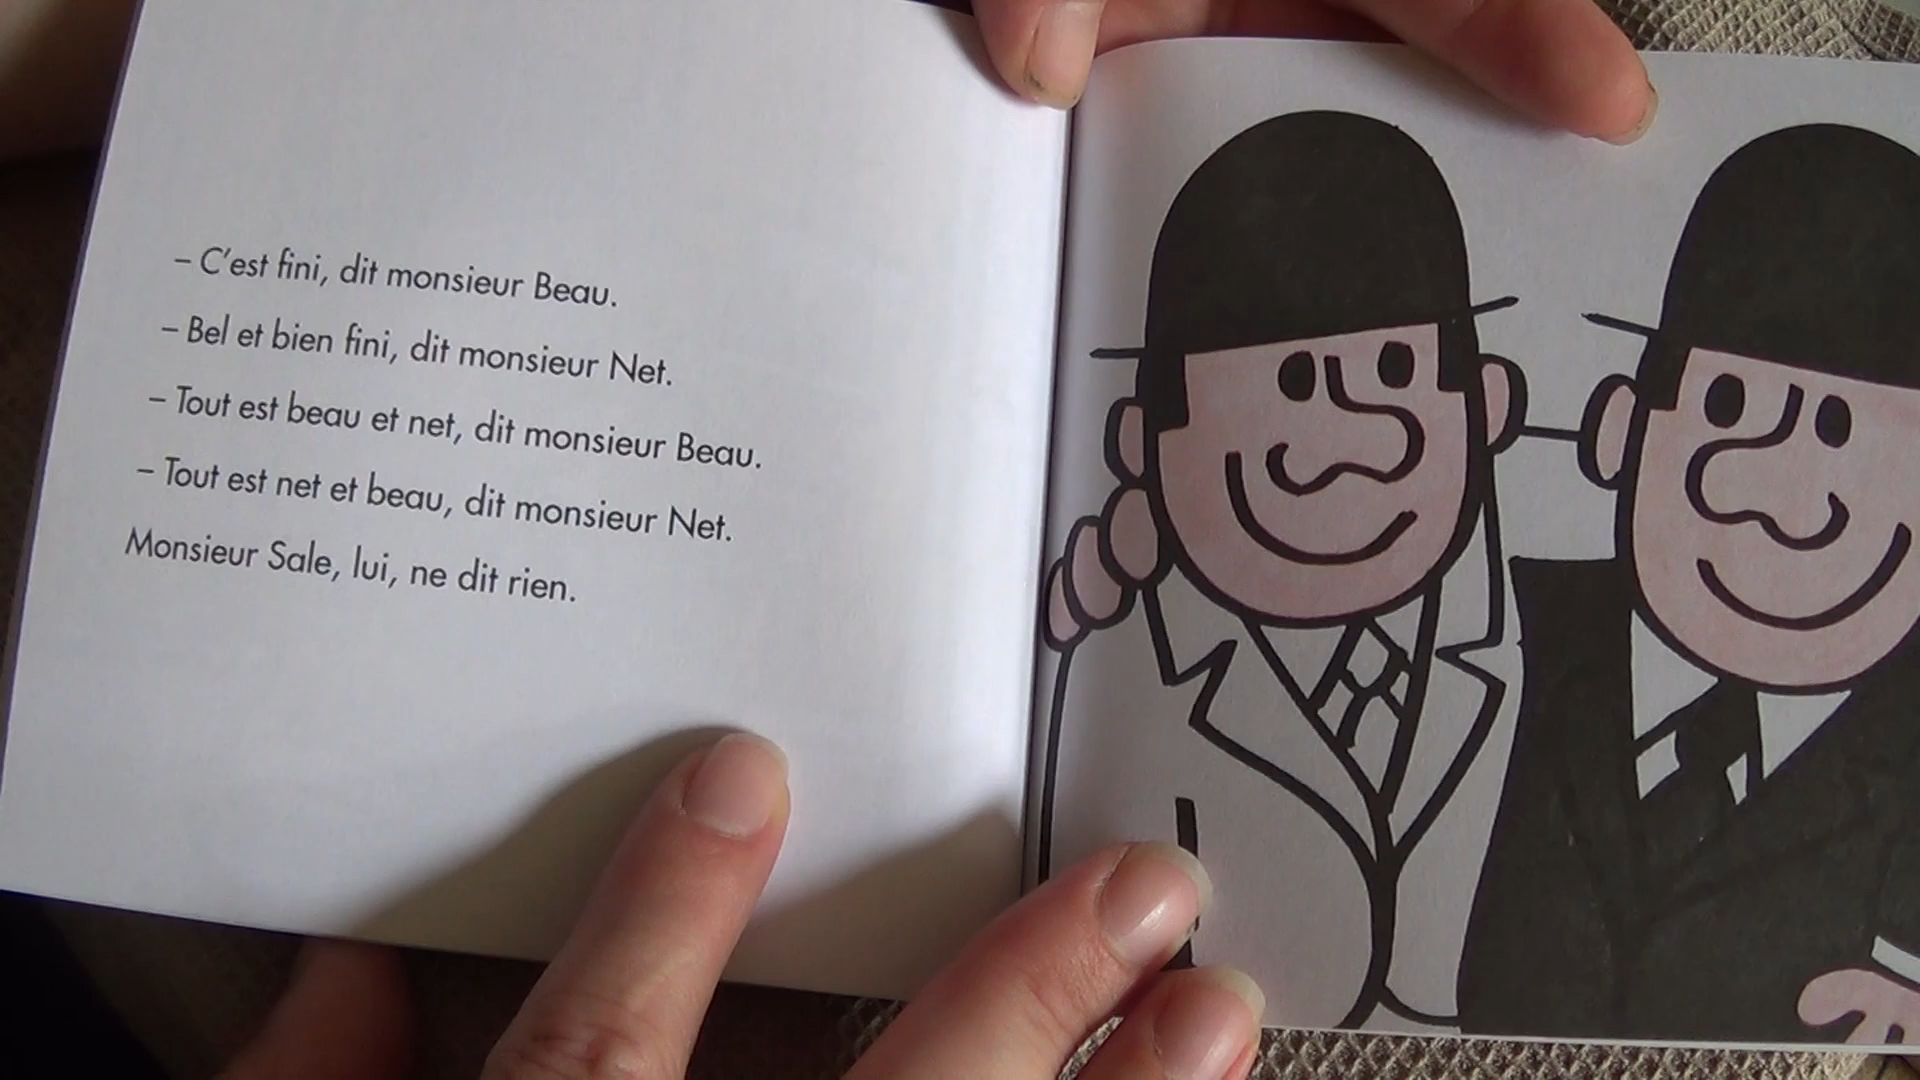 – C'est fini, dit monsieur Beau.
– Bel et bien fini, dit monsieur Net.
– Tout est beau et net, dit monsieur Beau.
– Tout est net et beau, dit monsieur Net.
Monsieur Sale, lui, ne dit rien.